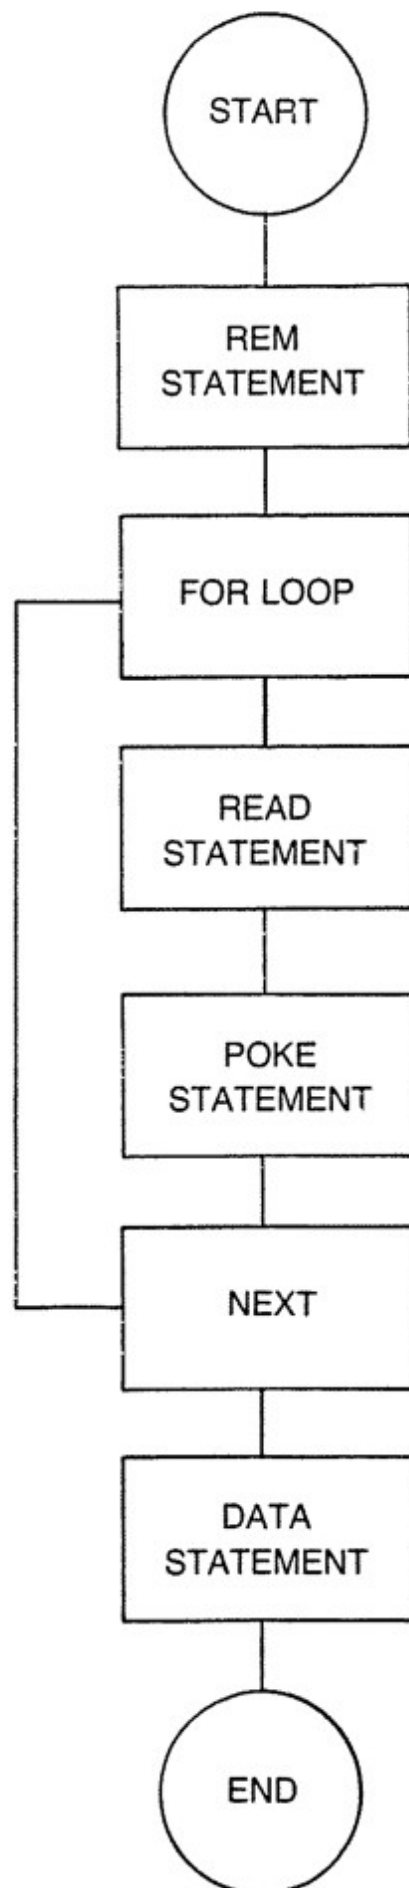 START
REM
STATEMENT
FOR LOOP
READ
STATEMENT
POKE
STATEMENT
NEXT
DATA
STATEMENT
END